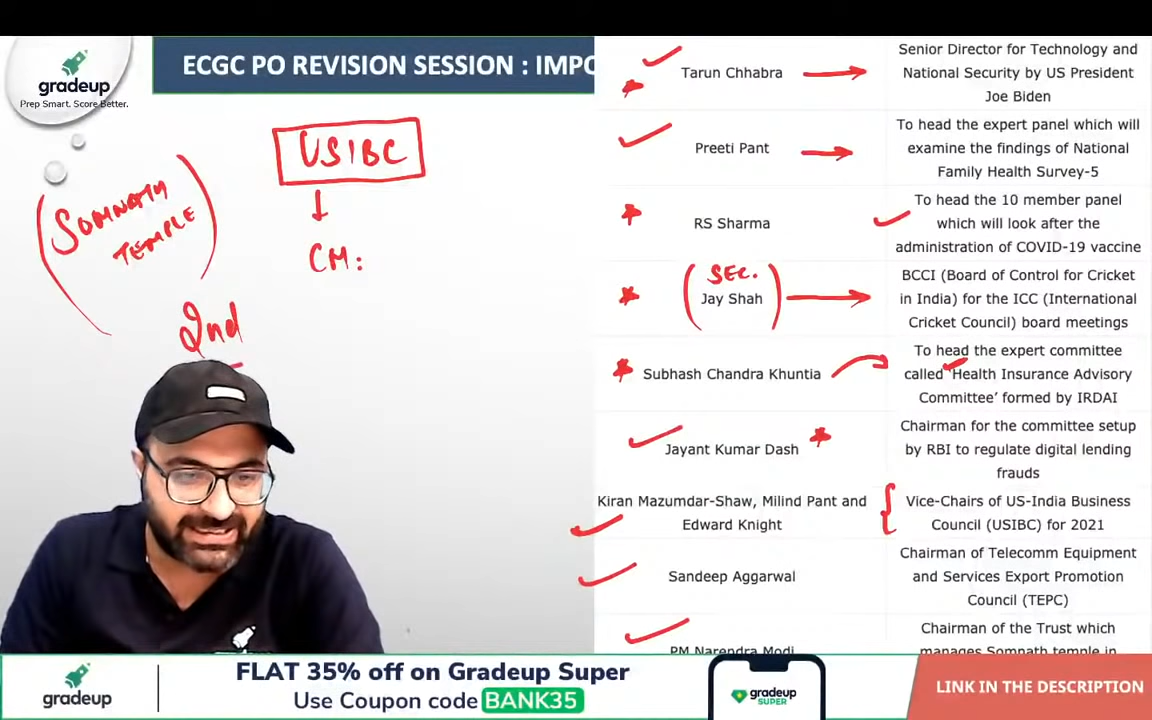 gradeup
Prep Smart. Score Better.
ECGC PO REVISION SESSION : IMPO
USIBC
CM:
SOMNATH
TEMPLE
2nd
Tarun Chhabra
Senior Director for Technology and
National Security by US President
Joe Biden
Preeti Pant
To head the expert panel which will
examine the findings of National
Family Health Survey-5
RS Sharma
To head the 10 member panel
which will look after the
administration of COVID-19 vaccine
SEC.
Jay Shah
BCCI (Board of Control for Cricket
in India) for the ICC (International
Cricket Council) board meetings
Subhash Chandra Khuntia
To head the expert committee
called 'Health Insurance Advisory
Committee' formed by IRDAI
Jayant Kumar Dash
Chairman for the committee setup
by RBI to regulate digital lending
frauds
Kiran Mazumdar-Shaw, Milind Pant and
Edward Knight
Vice-Chairs of US-India Business
Council (USIBC) for 2021
Sandeep Aggarwal
Chairman of Telecomm Equipment
and Services Export Promotion
Council (TEPC)
PM Narendra Modi
Chairman of the Trust which
manages Somnath temple in
gradeup
FLAT 35% off on Gradeup Super
Use Coupon code BANK35
gradeup
SUPER
LINK IN THE DESCRIPTION